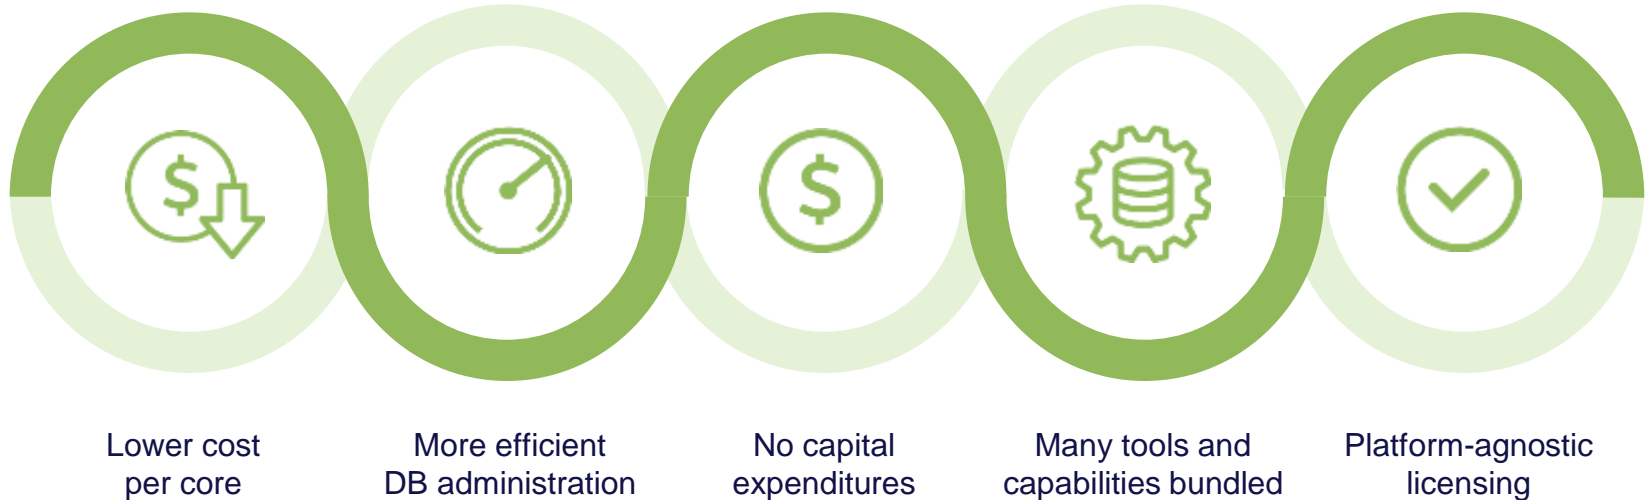 $
$
Lower cost
per core
More efficient
DB administration
No capital
expenditures
Many tools and
capabilities bundled
Platform-agnostic
licensing